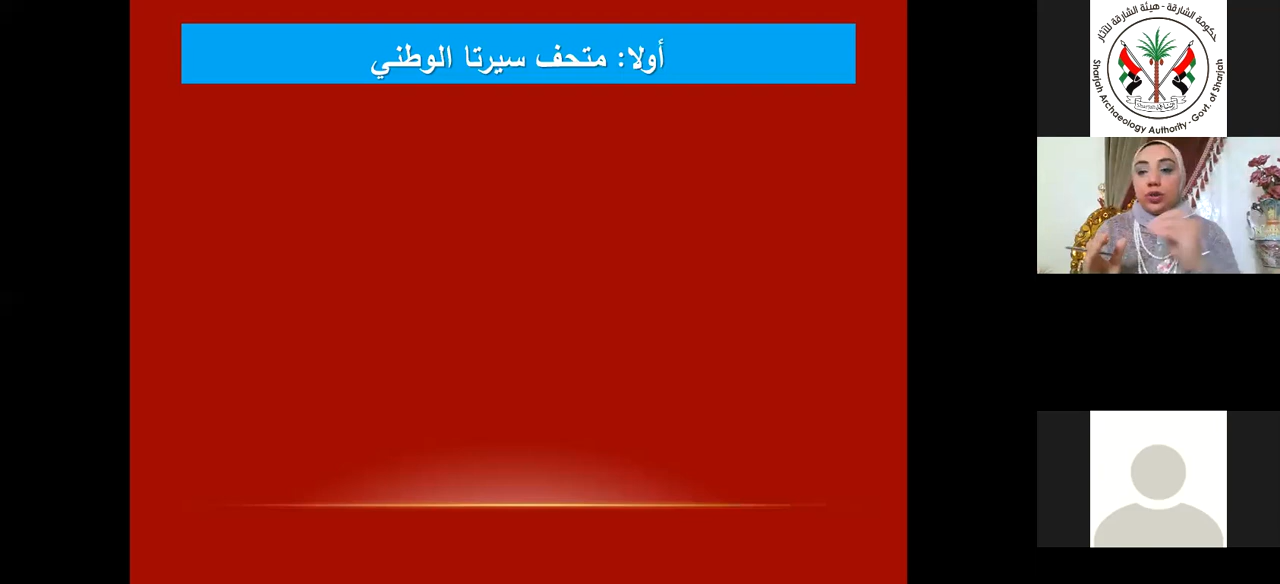 أولا: متحف سيرتا الوطني
حكومة الشارقة - هيئة الشارقة للآثار
Sharjah Archaeology Authority - Govt. of Sharjah